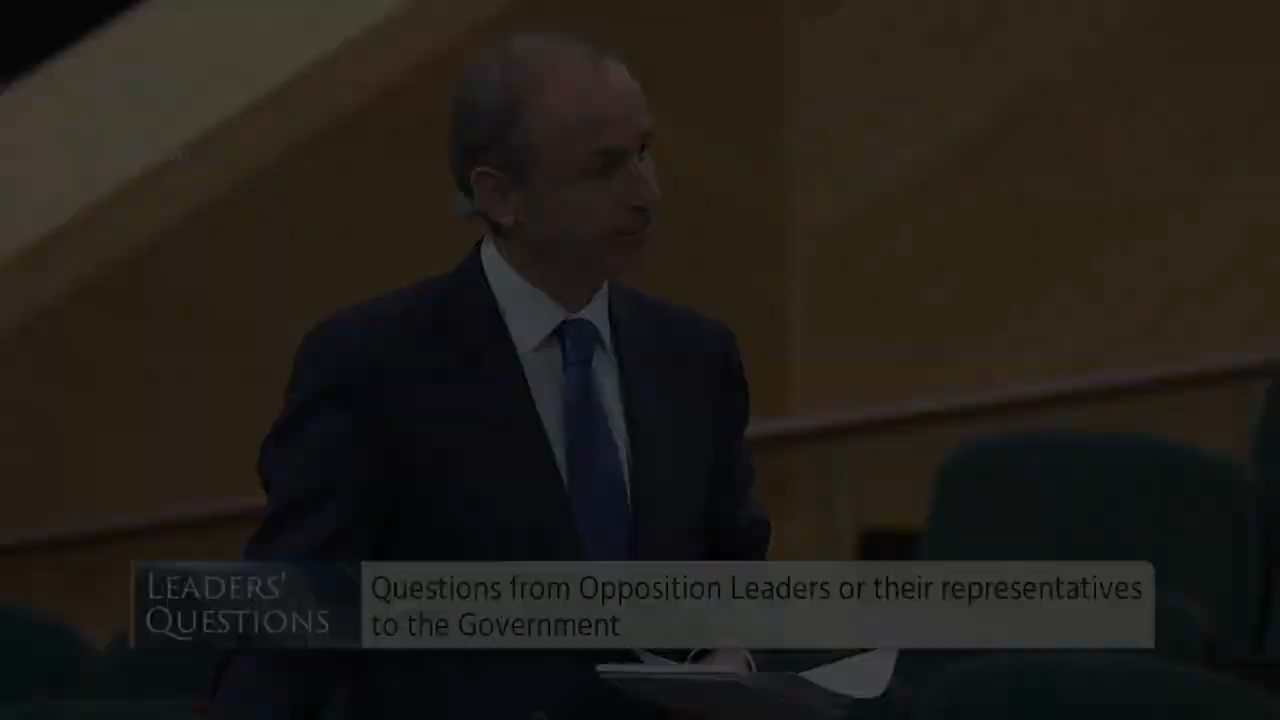 LEADERS'
QUESTIONS
Questions from Opposition Leaders or their representatives
to the Government